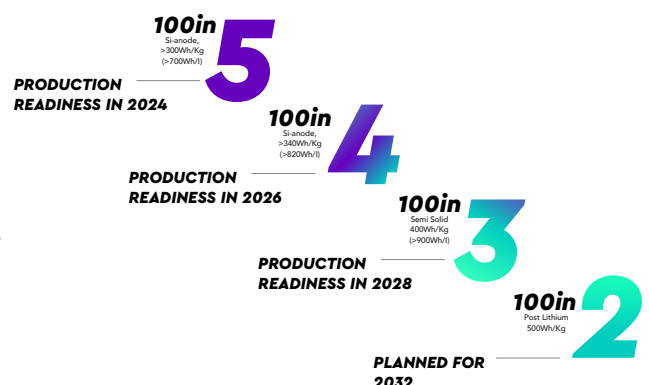 100in 5
Si-anode,
>300Wh/Kg
(>700Wh/l)
PRODUCTION
READINESS IN 2024
100in 4
Si-anode,
>340Wh/Kg
(>820Wh/l)
PRODUCTION
READINESS IN 2026
100in 3
Semi Solid
400Wh/Kg
(>900Wh/l)
PRODUCTION
READINESS IN 2028
100in 2
Post Lithium
500Wh/Kg
PLANNED FOR
2032